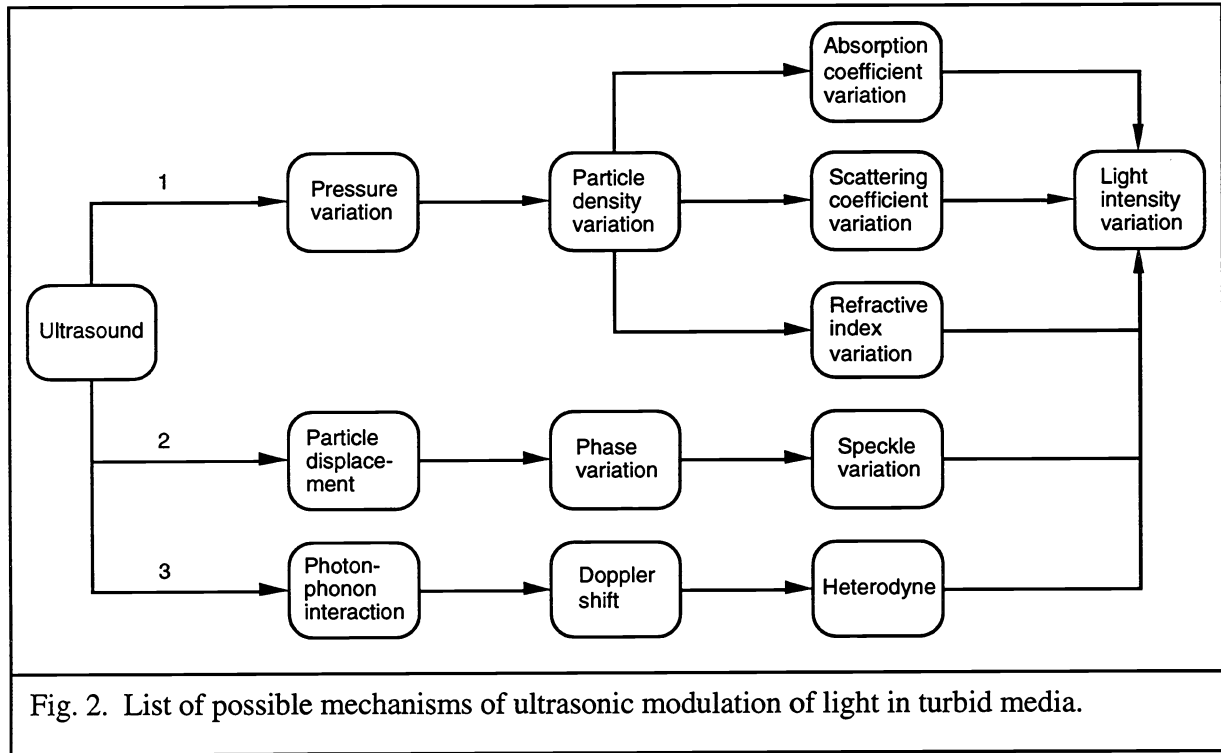 Absorption
coefficient
variation
1
Pressure
variation
Particle
density
variation
Scattering
coefficient
variation
Light
intensity
variation
Ultrasound
Refractive
index
variation
2
Particle
displace-
ment
Phase
variation
Speckle
variation
3
Photon-
phonon
interaction
Doppler
shift
Heterodyne
Fig. 2. List of possible mechanisms of ultrasonic modulation of light in turbid media.